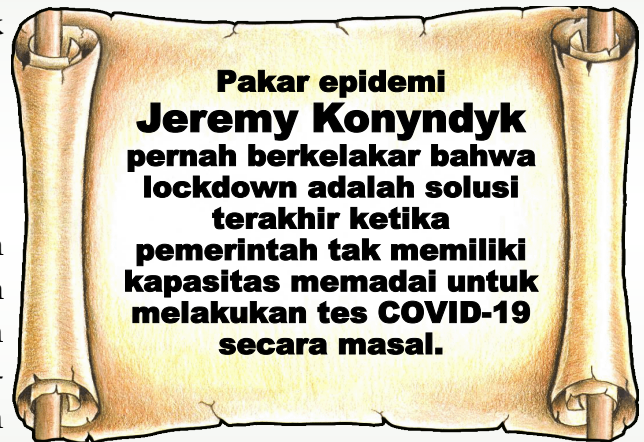 Pakar epidemi
Jeremy Konyndyk
pernah berkelakar bahwa
lockdown adalah solusi
terakhir ketika
pemerintah tak memiliki
kapasitas memadai untuk
melakukan tes COVID-19
secara masal.